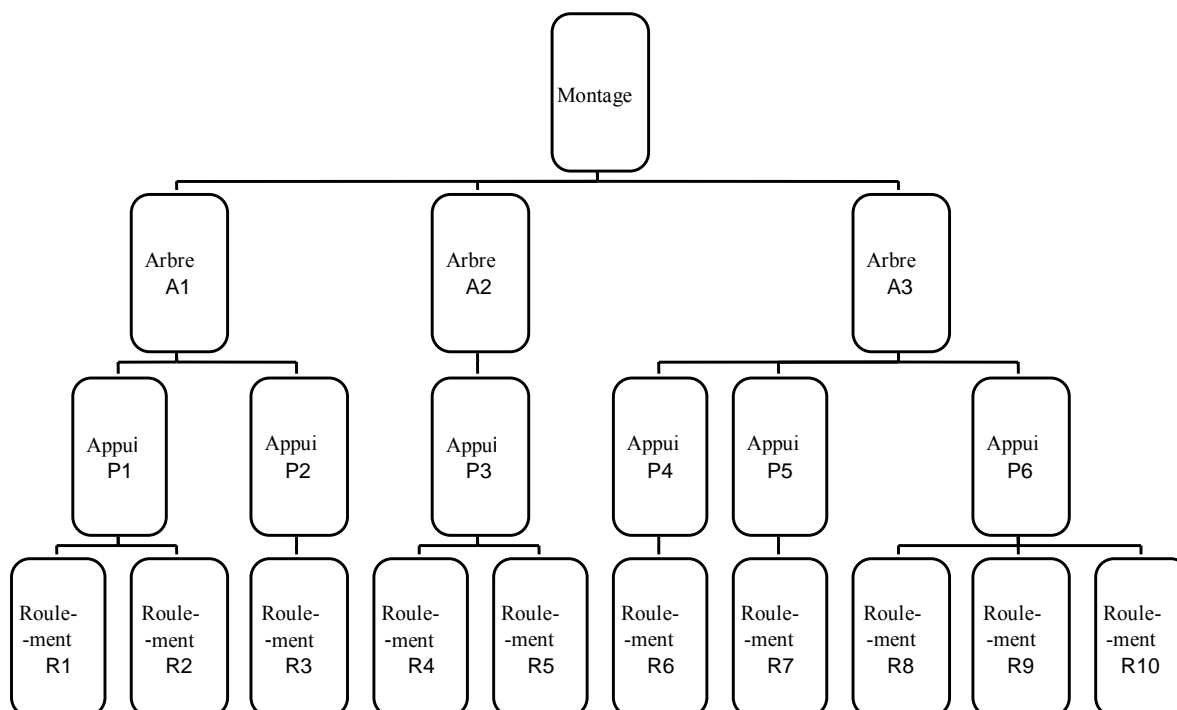 Montage
Arbre
A1
Arbre
A2
Arbre
A3
Appui
P1
Appui
P2
Appui
P3
Appui
P4
Appui
P5
Appui
P6
Roule-
-ment
R1
Roule-
-ment
R2
Roule-
-ment
R3
Roule-
-ment
R4
Roule-
-ment
R5
Roule-
-ment
R6
Roule-
-ment
R7
Roule-
-ment
R8
Roule-
-ment
R9
Roule-
-ment
R10